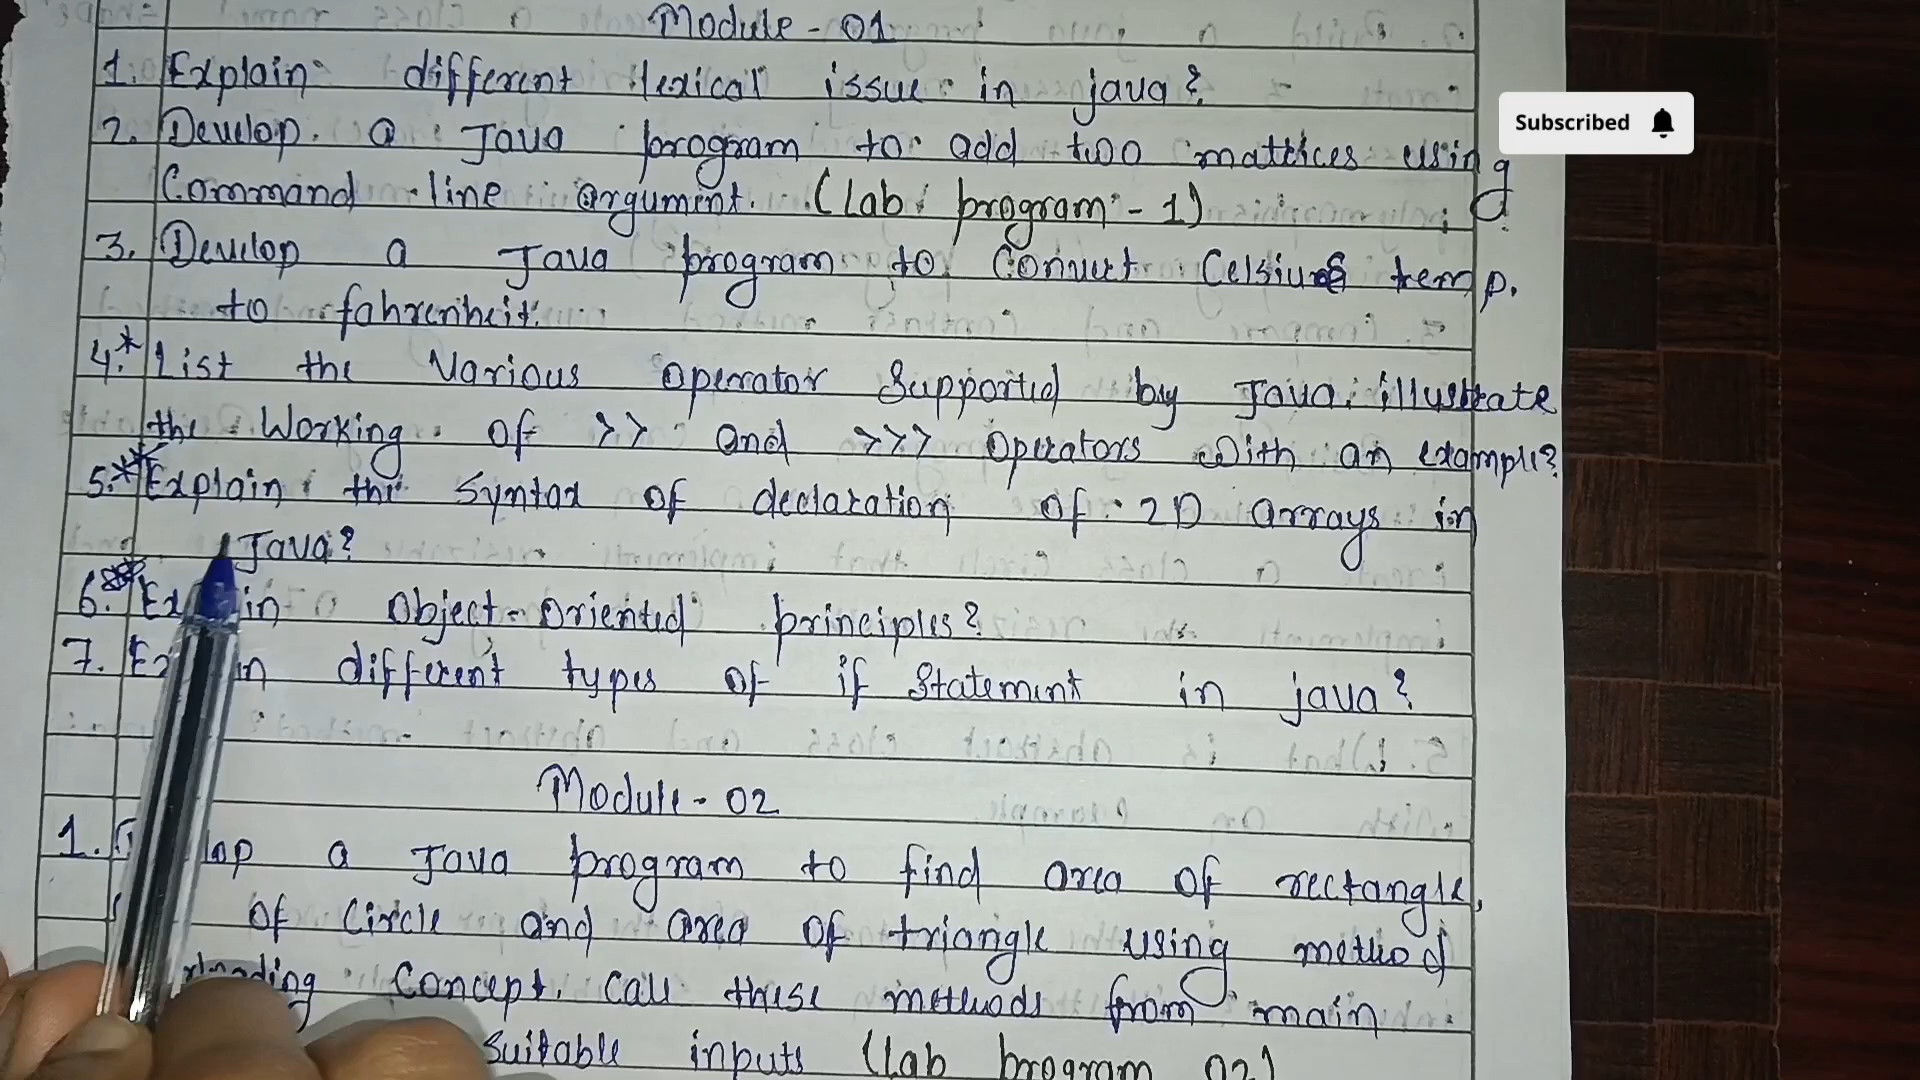 Module - 01
1. Explain different lexical issue in java?
Subscribed
2. Develop a Java program to add two mattices using
Command line argument. (Lab program - 1)
3. Develop a Java program to Convert Celsius temp.
to fahrenheit.
4.* List the Various operator Supported by Java. illustrate
the Working of >> and >>> operators With an example?
5.** Explain the Syntax of declaration of 2D arrays in
Java?
6. in Object-Oriented principles?
7. in different types of if Statement in java?
Module - 02
1. a Java program to find area of rectangle,
of Circle and area of triangle using method
Concept. Call these methods from main
Suitable inputs (Lab program 02)